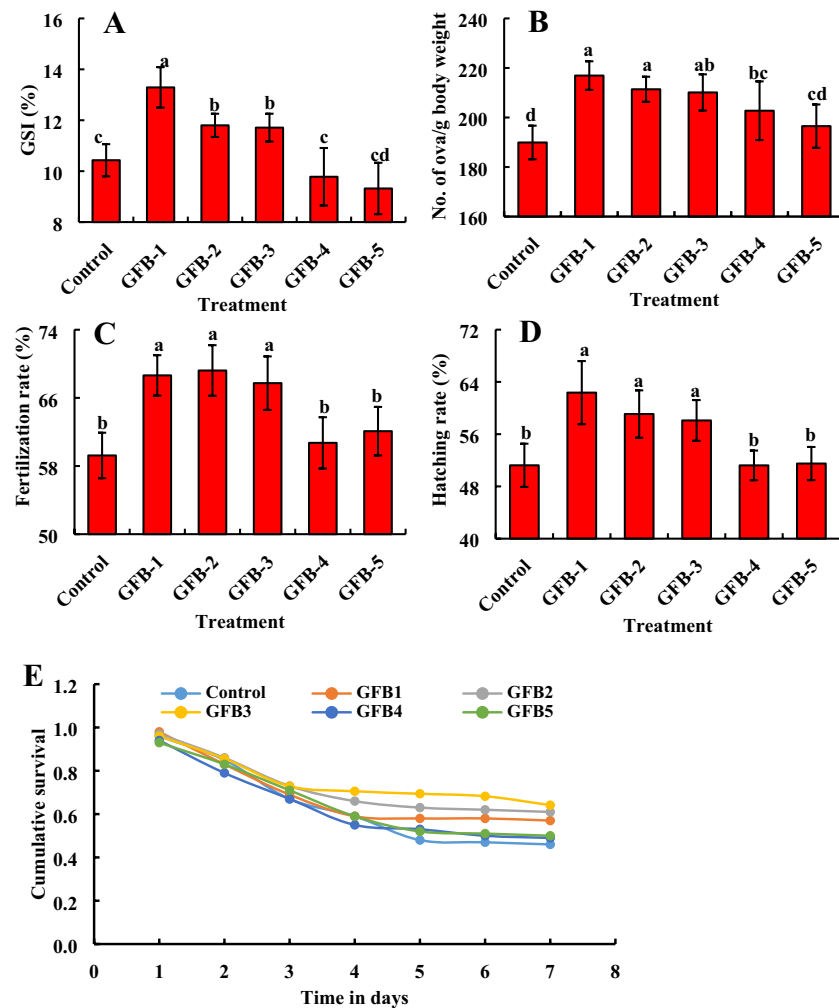 A
GSI (%)
16
14
12
10
8
c
a
b
b
c
cd
Control
GFB-1
GFB-2
GFB-3
GFB-4
GFB-5
Treatment
B
No. of ova/g body weight
240
220
200
180
160
d
a
a
ab
bc
cd
Control
GFB-1
GFB-2
GFB-3
GFB-4
GFB-5
Treatment
C
Fertilization rate (%)
74
66
58
50
b
a
a
a
b
b
Control
GFB-1
GFB-2
GFB-3
GFB-4
GFB-5
Treatment
D
Hatching rate (%)
72
64
56
48
40
b
a
a
a
b
b
Control
GFB-1
GFB-2
GFB-3
GFB-4
GFB-5
Treatment
E
Cumulative survival
1.2
1.0
0.8
0.6
0.4
0.2
0.0
Control GFB1 GFB2
GFB3 GFB4 GFB5
0 1 2 3 4 5 6 7 8
Time in days